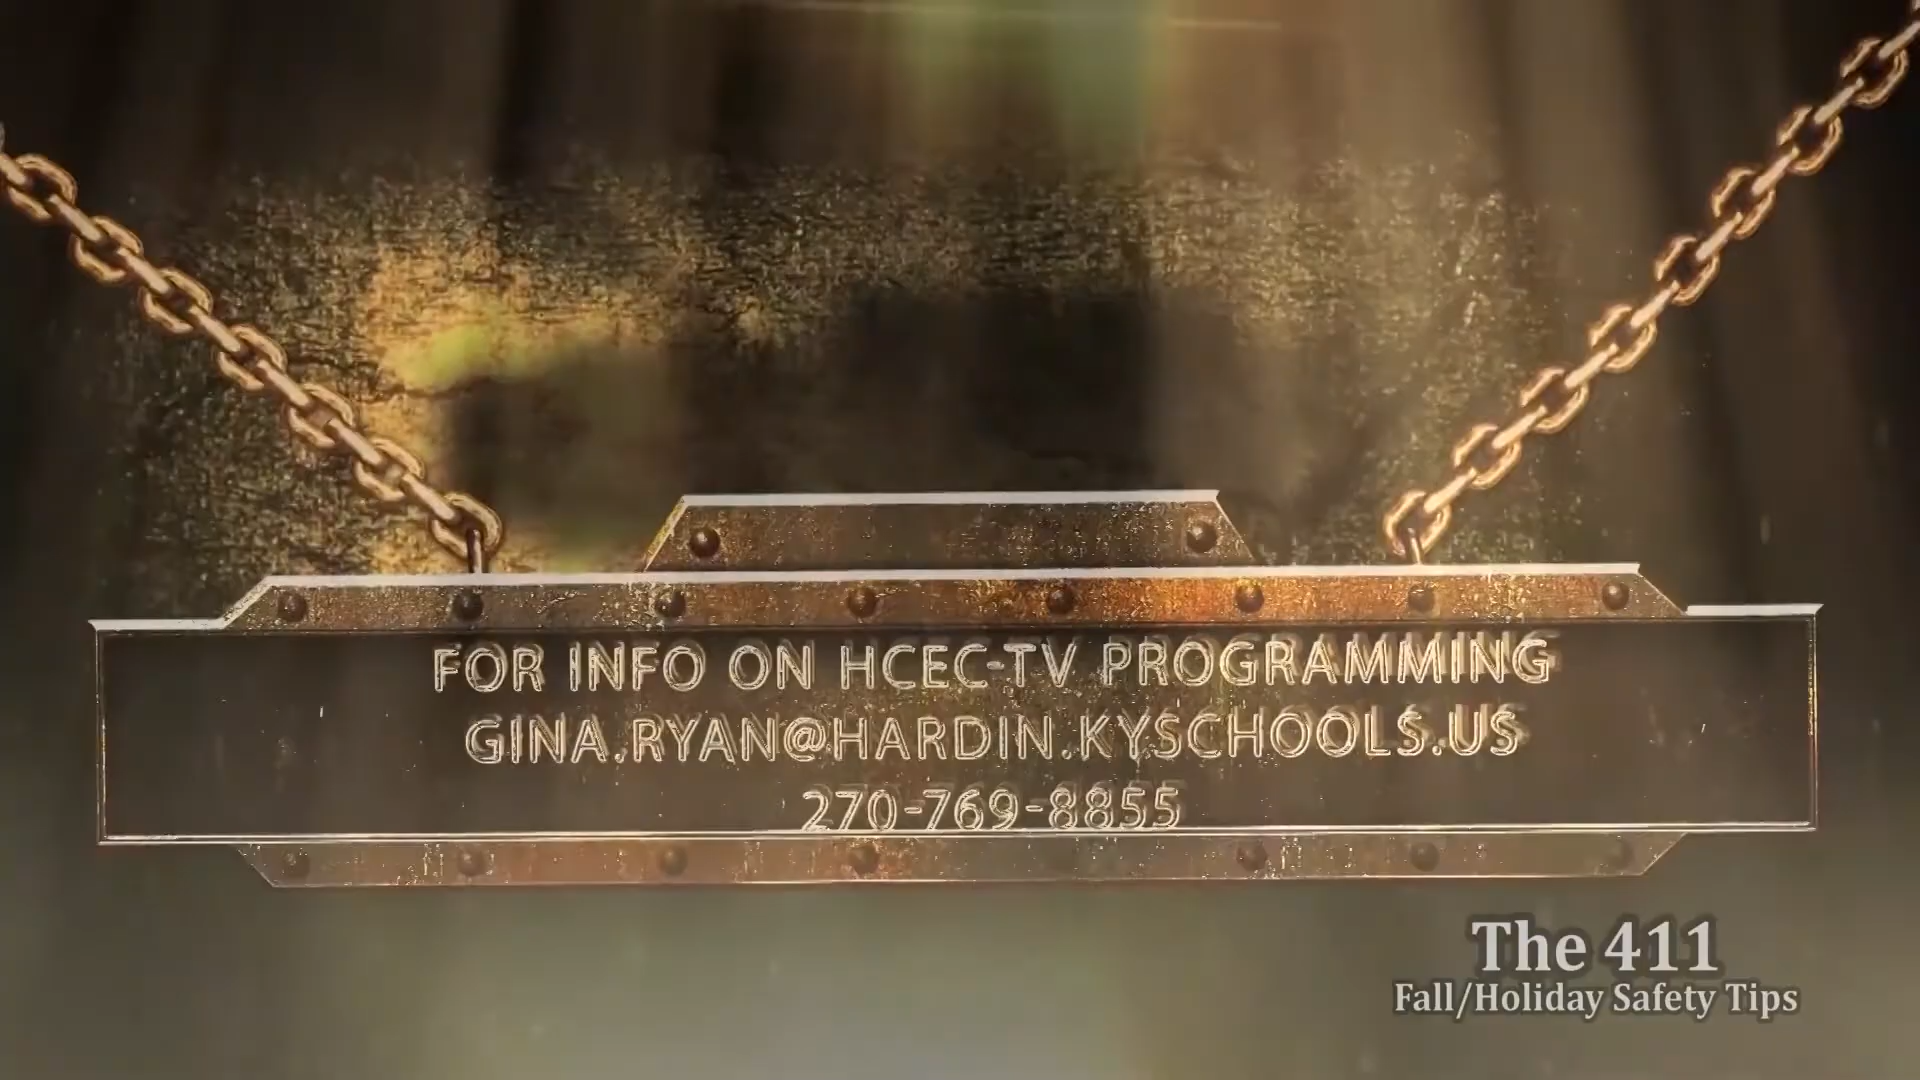 FOR INFO ON HCEC-TV PROGRAMMING
GINA.RYAN@HARDIN.KYSCHOOLS.US
270-769-8855
The 411
Fall/Holiday Safety Tips